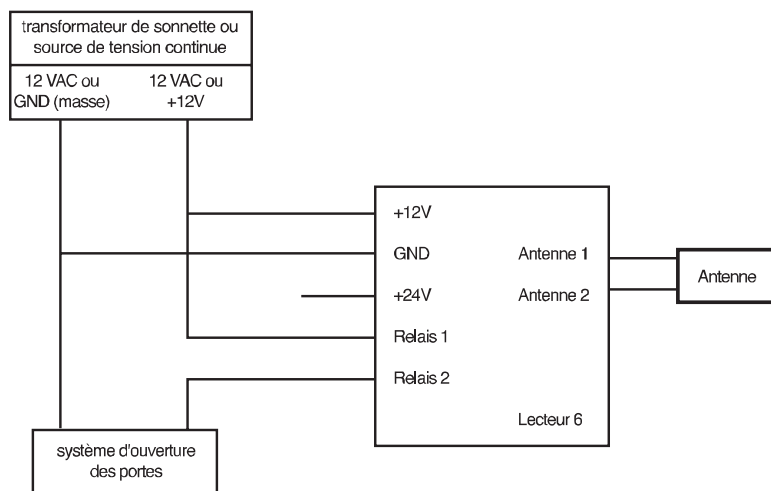 transformateur de sonnette ou
source de tension continue
12 VAC ou
GND (masse)
12 VAC ou
+12V
+12V
GND
+24V
Relais 1
Relais 2
Antenne 1
Antenne 2
Lecteur 6
Antenne
système d'ouverture
des portes